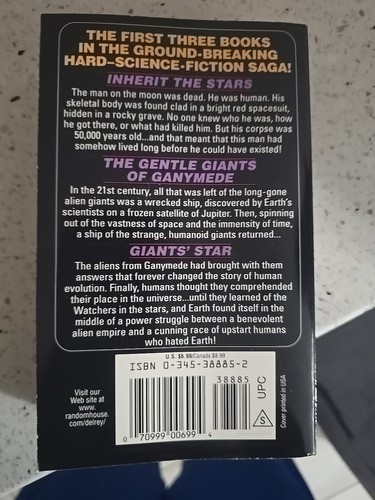 THE FIRST THREE BOOKS
IN THE GROUND-BREAKING
HARD-SCIENCE-FICTION SAGA!
INHERIT THE STARS
The man on the moon was dead. He was human. His
skeletal body was found clad in a bright red spacesuit,
hidden in a rocky grave. No one knew who he was, how
he got there, or what had killed him. But his corpse was
50,000 years old...and that meant that this man had
somehow lived long before he could have existed!
THE GENTLE GIANTS
OF GANYMEDE
In the 21st century, all that was left of the long-gone
alien giants was a wrecked ship, discovered by Earth's
scientists on a frozen satellite of Jupiter. Then, spinning
out of the vastness of space and the immensity of time,
a ship of the strange, humanoid giants returned...
GIANTS' STAR
The aliens from Ganymede had brought with them
answers that forever changed the story of human
evolution. Finally, humans thought they comprehended
their place in the universe...until they learned of the
Watchers in the stars, and Earth found itself in the
middle of a power struggle between a benevolent
alien empire and a cunning race of upstart humans
who hated Earth!
U.S. $6.99/Canada $8.99
ISBN 0-345-38885-2
38885
UPC
S
0 70999 00699 4
Cover printed in USA
Visit our
Web site at
www.
randomhouse.
com/delrey/